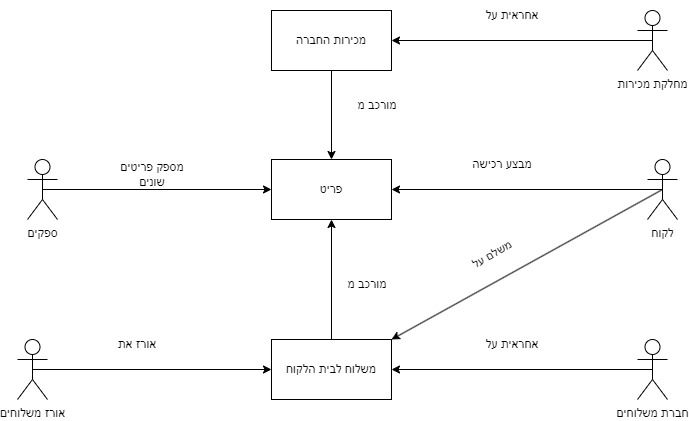 אחראית על
מכירות החברה
מחלקת מכירות
מורכב מ
מבצע רכישה
מספק פריטים
שונים
פריט
לקוח
ספקים
משלם על
מורכב מ
אחראית על
אורז את
משלוח לבית הלקוח
חברת משלוחים
אורז משלוחים